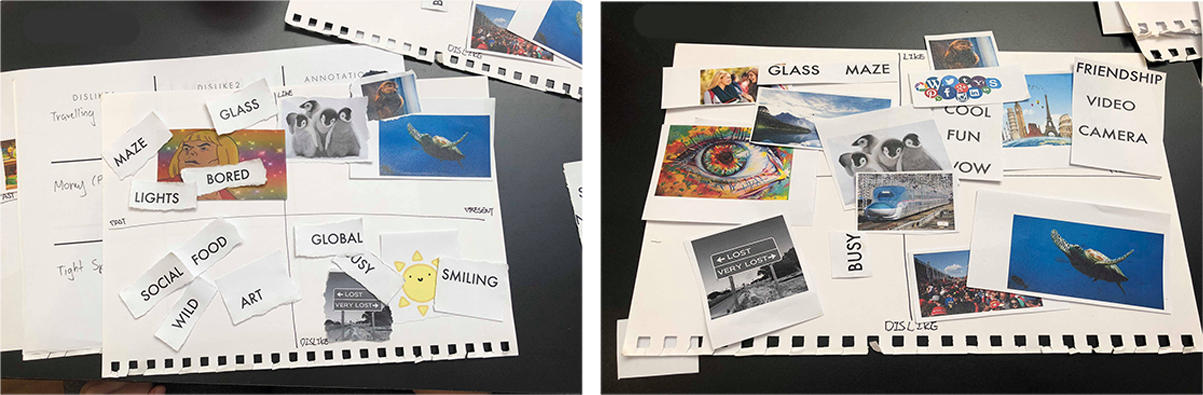 B
DISLIKE
DISLIKE2
ANNOTATIO
DISLIKE
Travelling
Money (P
Tight Sp
GLASS
LIKE
MAZE
BORED
LIGHTS
PAST
PRESENT
FOOD
SOCIAL
WILD
ART
GLOBAL
BUSY
LOST
VERY LOST
SMILING
DISLIKE
LIKE
GLASS MAZE
FRIENDSHIP
VIDEO
CAMERA
COOL
FUN
WOW
LOST
VERY LOST
BUSY
DISLIKE